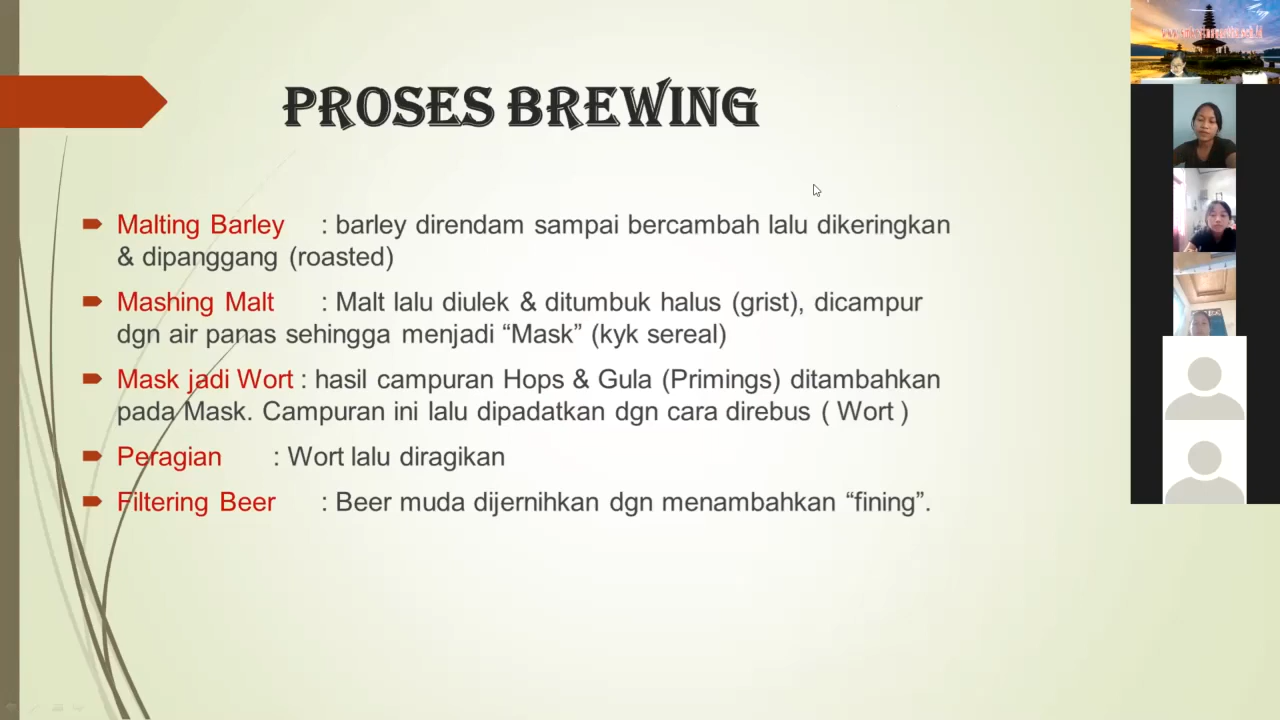 PROSES BREWING
Malting Barley : barley direndam sampai bercambah lalu dikeringkan
& dipanggang (roasted)
Mashing Malt : Malt lalu diulek & ditumbuk halus (grist), dicampur
dgn air panas sehingga menjadi “Mask” (kyk sereal)
Mask jadi Wort : hasil campuran Hops & Gula (Primings) ditambahkan
pada Mask. Campuran ini lalu dipadatkan dgn cara direbus ( Wort )
Peragian : Wort lalu diragikan
Filtering Beer : Beer muda dijernihkan dgn menambahkan “fining”.